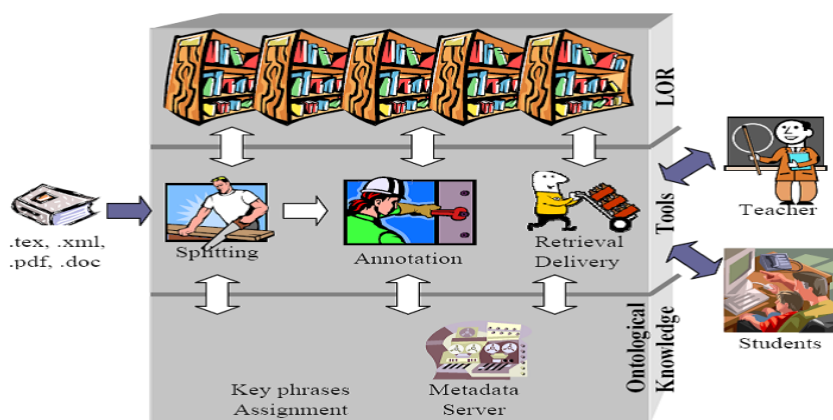 LOR
.tex, .xml,
.pdf, .doc
Splitting
Annotation
Retrieval
Delivery
Tools
Teacher
Students
Key phrases
Assignment
Metadata
Server
Ontological
Knowledge